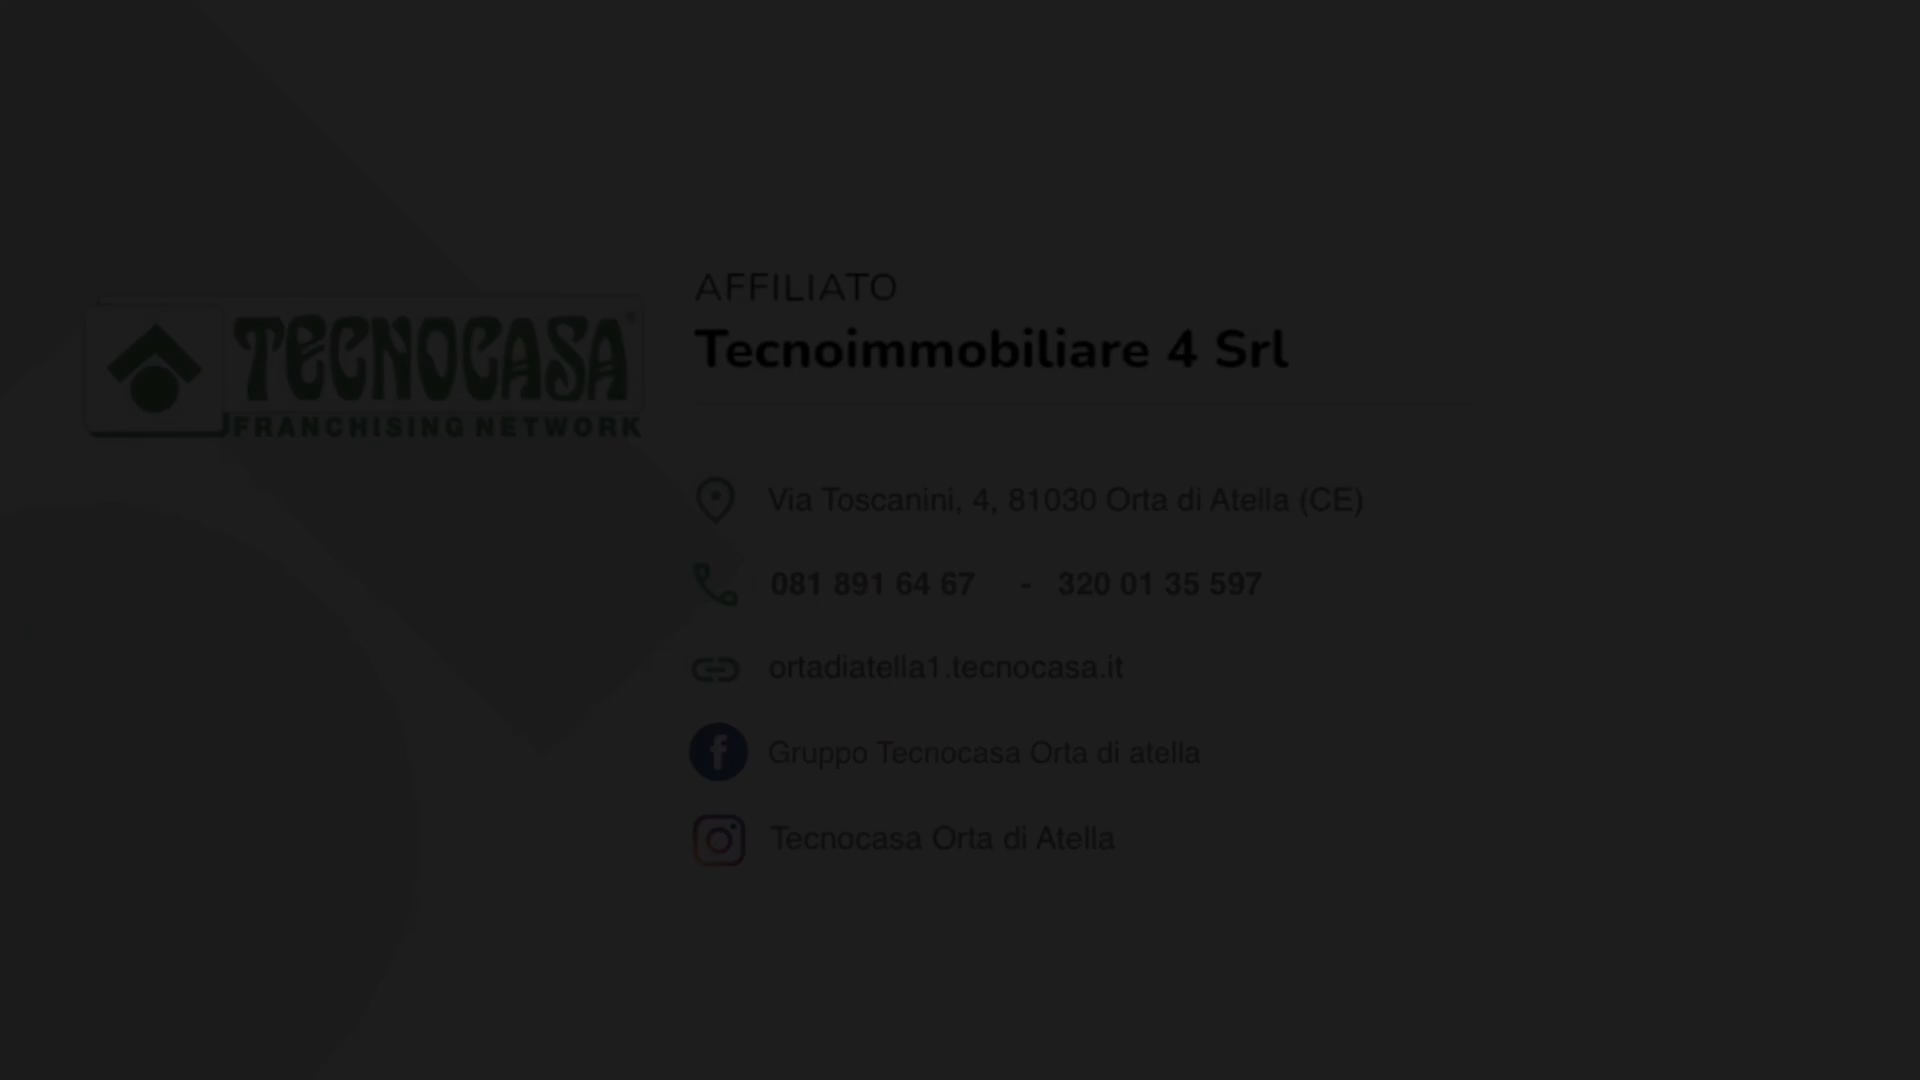 TECNOCASA®
FRANCHISING NETWORK
AFFILIATO
Tecnoimmobiliare 4 Srl
Via Toscanini, 4, 81030 Orta di Atella (CE)
081 891 64 67 - 320 01 35 597
ortadiatella1.tecnocasa.it
Gruppo Tecnocasa Orta di atella
Tecnocasa Orta di Atella